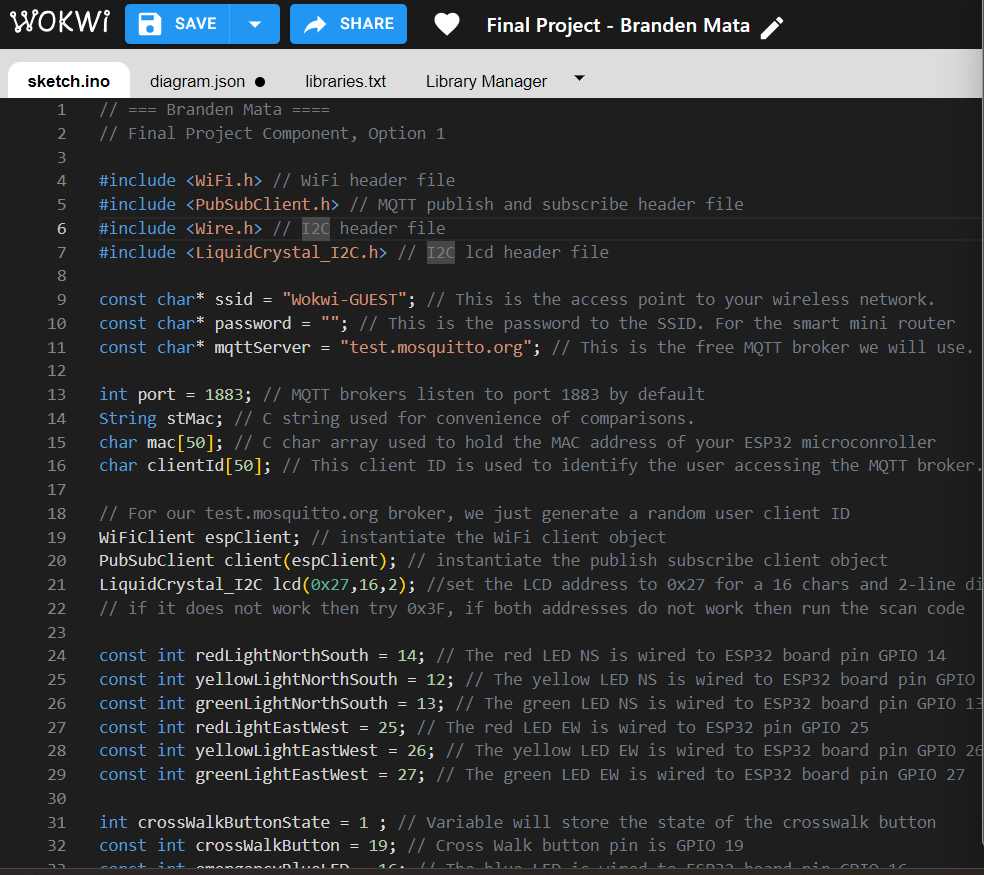 WOKWI SAVE SHARE Final Project - Branden Mata
sketch.ino diagram.json libraries.txt Library Manager
1 // === Branden Mata ====
2 // Final Project Component, Option 1
3
4 #include <WiFi.h> // WiFi header file
5 #include <PubSubClient.h> // MQTT publish and subscribe header file
6 #include <Wire.h> // I2C header file
7 #include <LiquidCrystal_I2C.h> // I2C lcd header file
8
9 const char* ssid = "Wokwi-GUEST"; // This is the access point to your wireless network.
10 const char* password = ""; // This is the password to the SSID. For the smart mini router
11 const char* mqttServer = "test.mosquitto.org"; // This is the free MQTT broker we will use.
12
13 int port = 1883; // MQTT brokers listen to port 1883 by default
14 String stMac; // C string used for convenience of comparisons.
15 char mac[50]; // C char array used to hold the MAC address of your ESP32 microconroller
16 char clientId[50]; // This client ID is used to identify the user accessing the MQTT broker.
17
18 // For our test.mosquitto.org broker, we just generate a random user client ID
19 WiFiClient espClient; // instantiate the WiFi client object
20 PubSubClient client(espClient); // instantiate the publish subscribe client object
21 LiquidCrystal_I2C lcd(0x27,16,2); //set the LCD address to 0x27 for a 16 chars and 2-line di
22 // if it does not work then try 0x3F, if both addresses do not work then run the scan code
23
24 const int redLightNorthSouth = 14; // The red LED NS is wired to ESP32 board pin GPIO 14
25 const int yellowLightNorthSouth = 12; // The yellow LED NS is wired to ESP32 board pin GPIO
26 const int greenLightNorthSouth = 13; // The green LED NS is wired to ESP32 board pin GPIO 13
27 const int redLightEastWest = 25; // The red LED EW is wired to ESP32 pin GPIO 25
28 const int yellowLightEastWest = 26; // The yellow LED EW is wired to ESP32 board pin GPIO 26
29 const int greenLightEastWest = 27; // The green LED EW is wired to ESP32 board pin GPIO 27
30
31 int crossWalkButtonState = 1 ; // Variable will store the state of the crosswalk button
32 const int crossWalkButton = 19; // Cross Walk button pin is GPIO 19
33 const int emergencyBlueLED = 16; // The blue LED is wired to ESP32 board pin GPIO 16